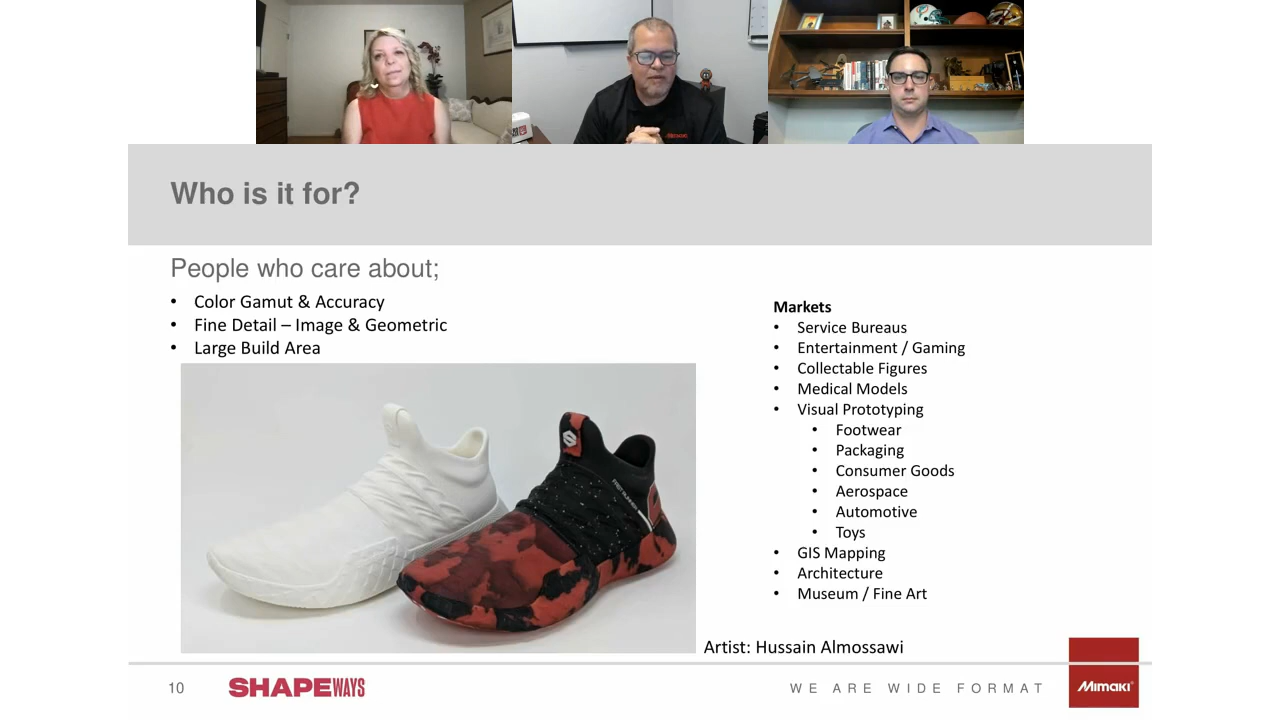 Who is it for?
People who care about;
• Color Gamut & Accuracy
• Fine Detail – Image & Geometric
• Large Build Area
Markets
• Service Bureaus
• Entertainment / Gaming
• Collectable Figures
• Medical Models
• Visual Prototyping
• Footwear
• Packaging
• Consumer Goods
• Aerospace
• Automotive
• Toys
• GIS Mapping
• Architecture
• Museum / Fine Art
Artist: Hussain Almossawi
10
SHAPEWAYS
WE ARE WIDE FORMAT
Mimaki